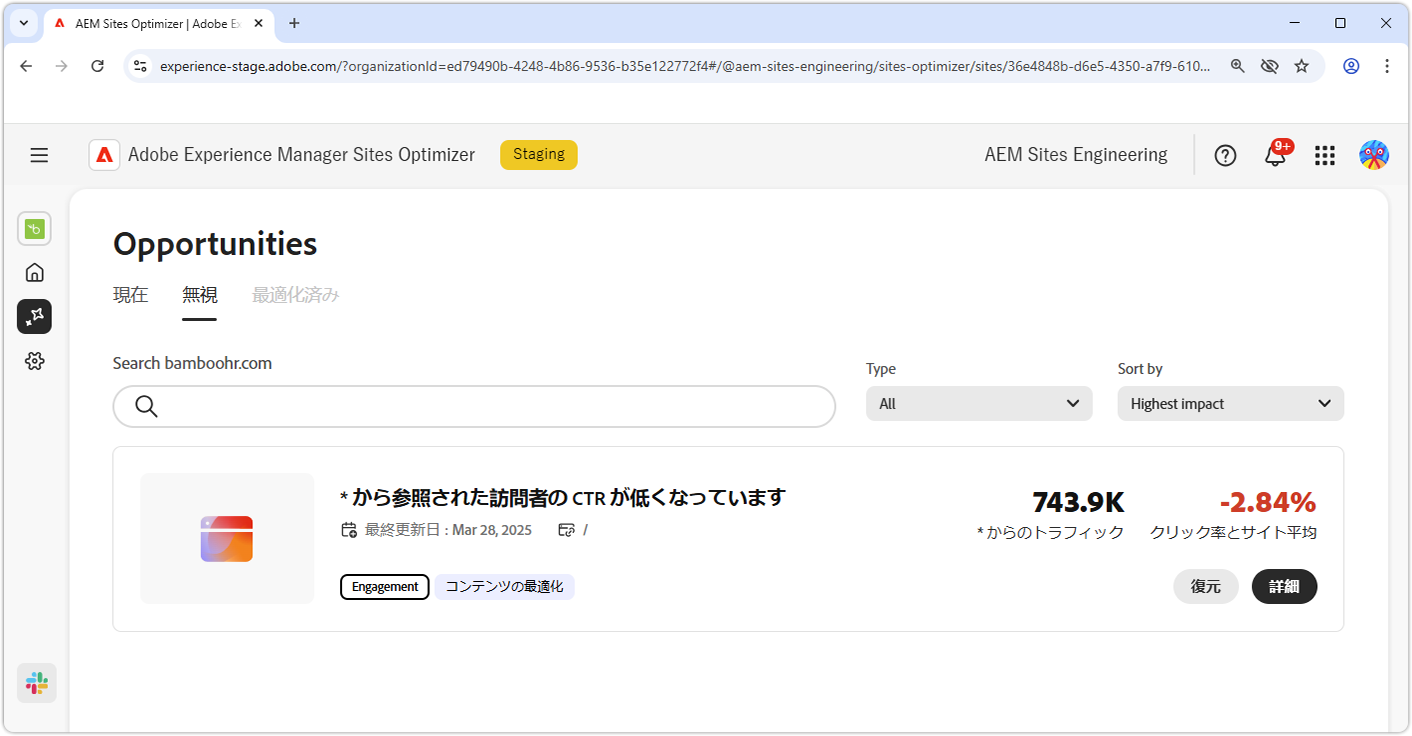 AEM Sites Optimizer | Adobe Ex
experience-stage.adobe.com/?organizationId=ed79490b-4248-4b86-9536-b35e122772f4#/@aem-sites-engineering/sites-optimizer/sites/36e4848b-d6e5-4350-a7f9-610...
Adobe Experience Manager Sites Optimizer Staging AEM Sites Engineering 9+
Opportunities
現在 無視 最適化済み
Search bamboohr.com Type Sort by
All Highest impact
* から参照された訪問者の CTR が低くなっています 743.9K -2.84%
最終更新日 : Mar 28, 2025 / * からのトラフィック クリック率とサイト平均
Engagement コンテンツの最適化 復元 詳細